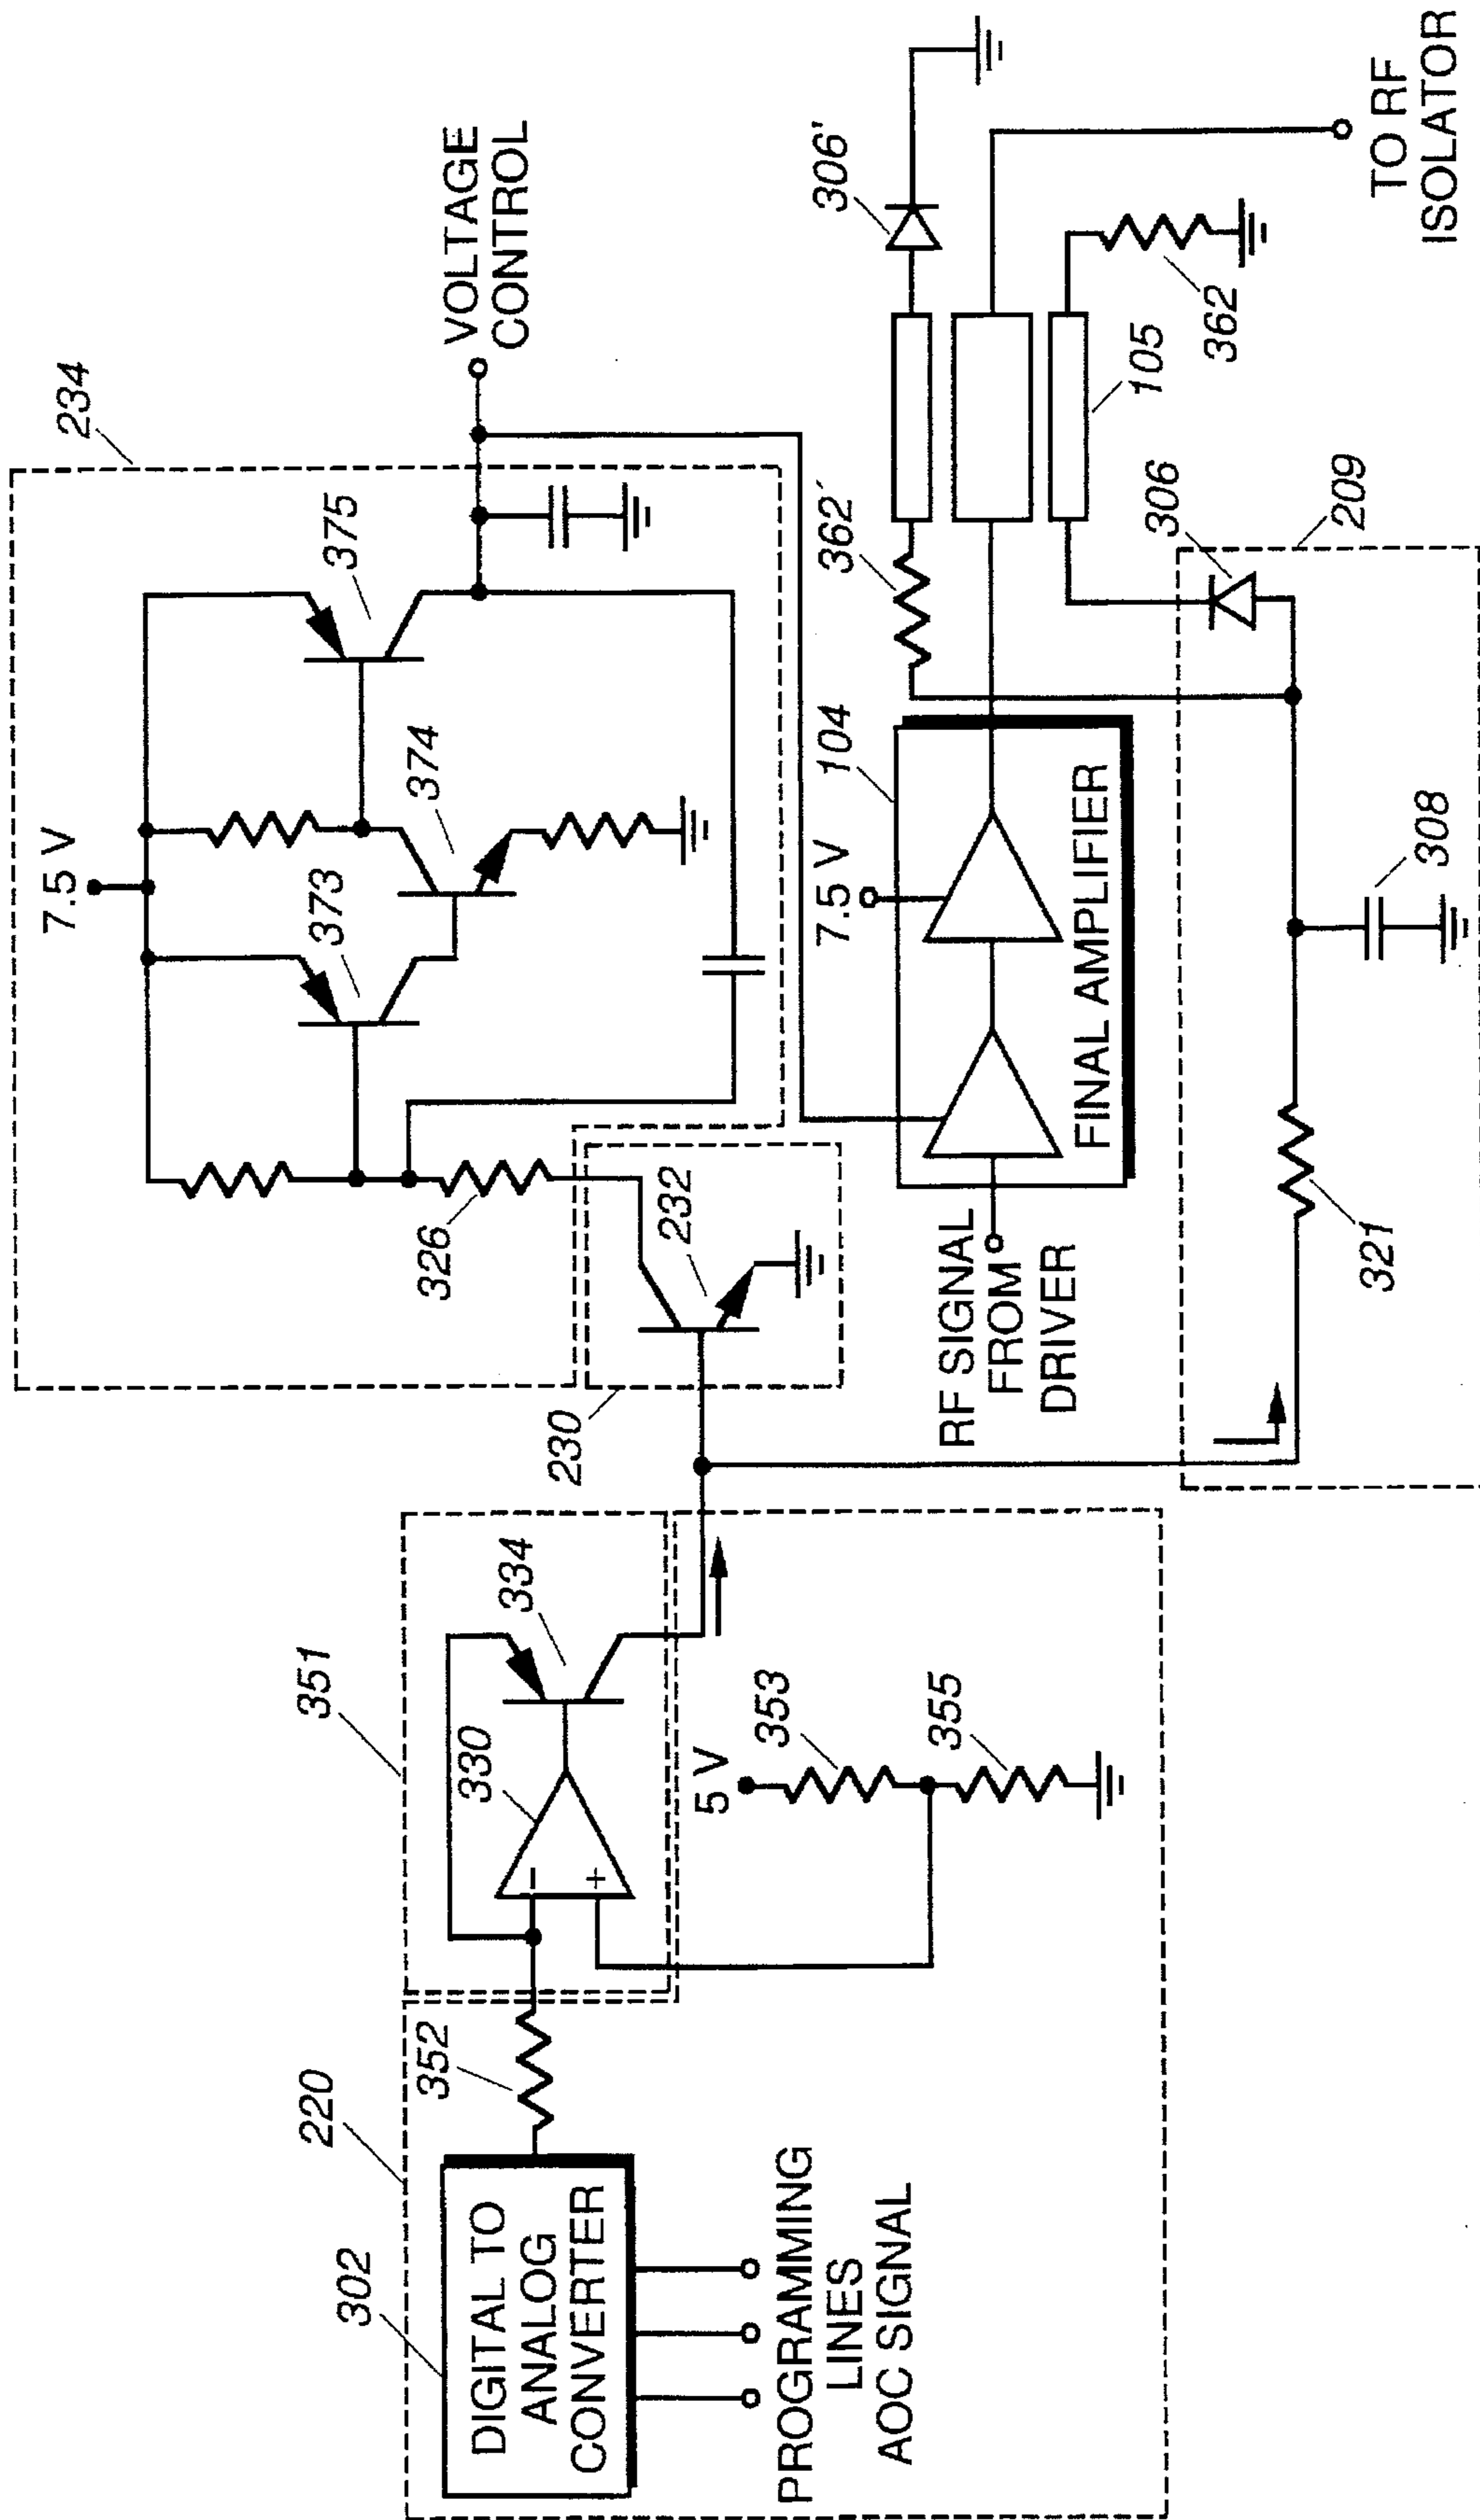 234
7.5 V
373
374
375
VOLTAGE
CONTROL
326
230
232
351
334
330
220
352
302
DIGITAL TO
ANALOG
CONVERTER
PROGRAMMING
LINES
AOC SIGNAL
5 V
353
355
+
−
RF SIGNAL
FROM
DRIVER
7.5 V
104
FINAL AMPLIFIER
362′
306'
105
362
306
209
308
321
TO RF
ISOLATOR